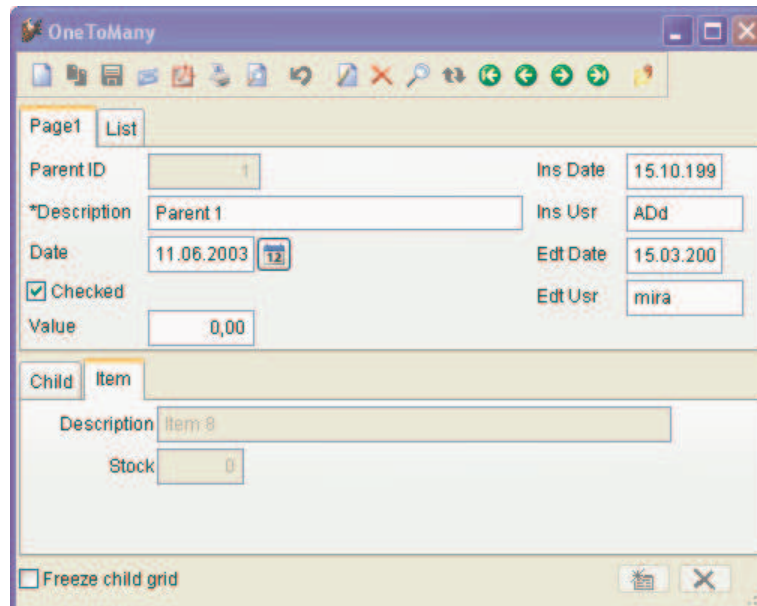 OneToMany
Page1 List
Parent ID 1 Ins Date 15.10.199
*Description Parent 1 Ins Usr ADd
Date 11.06.2003 12 Edt Date 15.03.200
Checked Edt Usr mira
Value 0,00
Child Item
Description Item 8
Stock 0
Freeze child grid